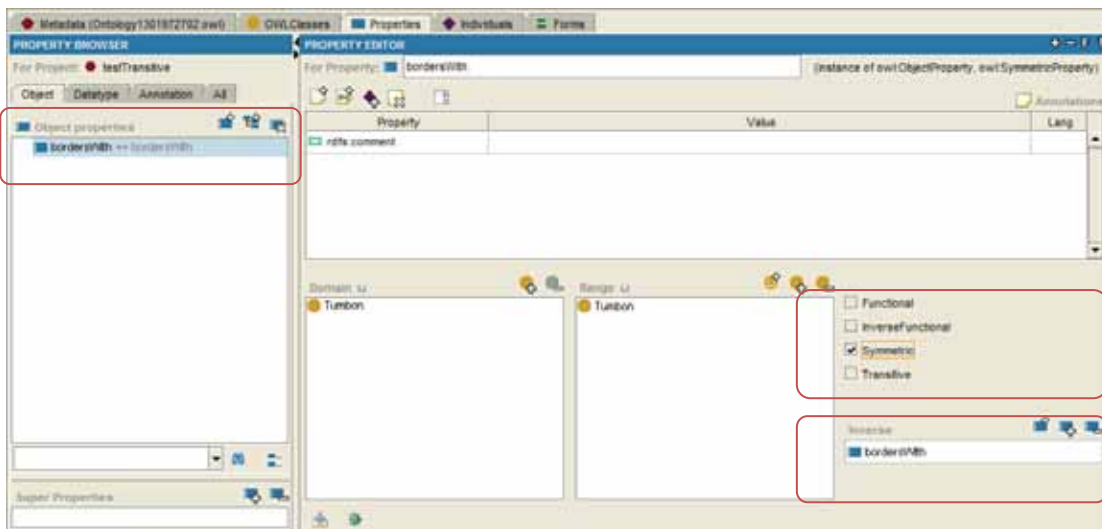 Metadata (Ontology1301872792.owl) OWLClasses Properties Individuals Forms
PROPERTY BROWSER
For Project: testTransitive
Object Datatype Annotation All
Object properties
bordersWith ↔ bordersWith
Super Properties
PROPERTY EDITOR
For Property: bordersWith (instance of owl:ObjectProperty, owl:SymmetricProperty)
Annotations
Property Value Lang
rdfs:comment
Domain ⊔
Tumbon
Range ⊔
Tumbon
Functional
InverseFunctional
Symmetric
Transitive
Inverse
bordersWith